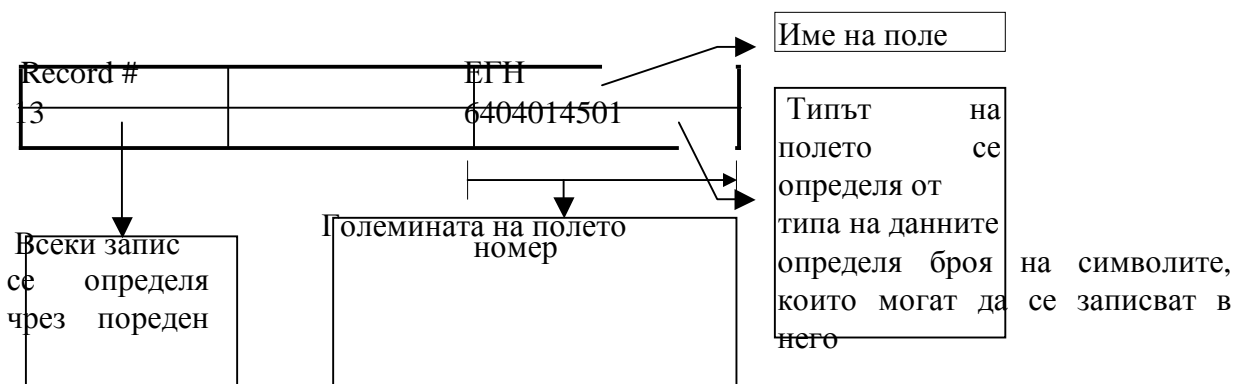 Име на поле
Record #
ЕГН
13
6404014501
Типът на
полето се
определя от
типа на данните
определя броя на символите,
които могат да се записват в
него
Големината на полето
номер
Всеки запис
се определя
чрез пореден